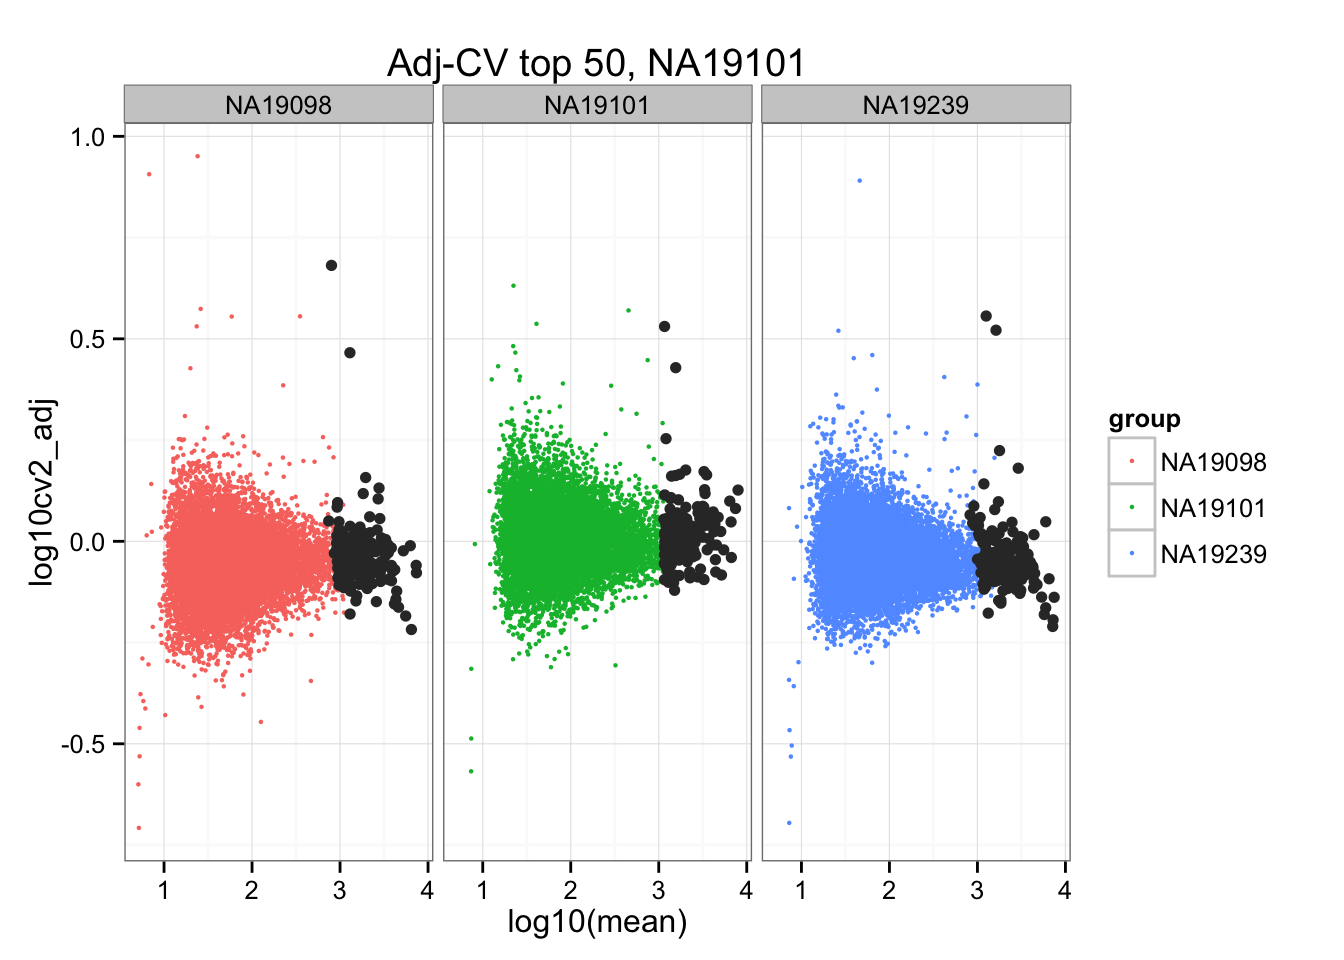 Adj-CV top 50, NA19101
NA19098 NA19101 NA19239
1.0
0.5
0.0
-0.5
log10cv2_adj
1 2 3 4 1 2 3 4 1 2 3 4
log10(mean)
group
NA19098
NA19101
NA19239